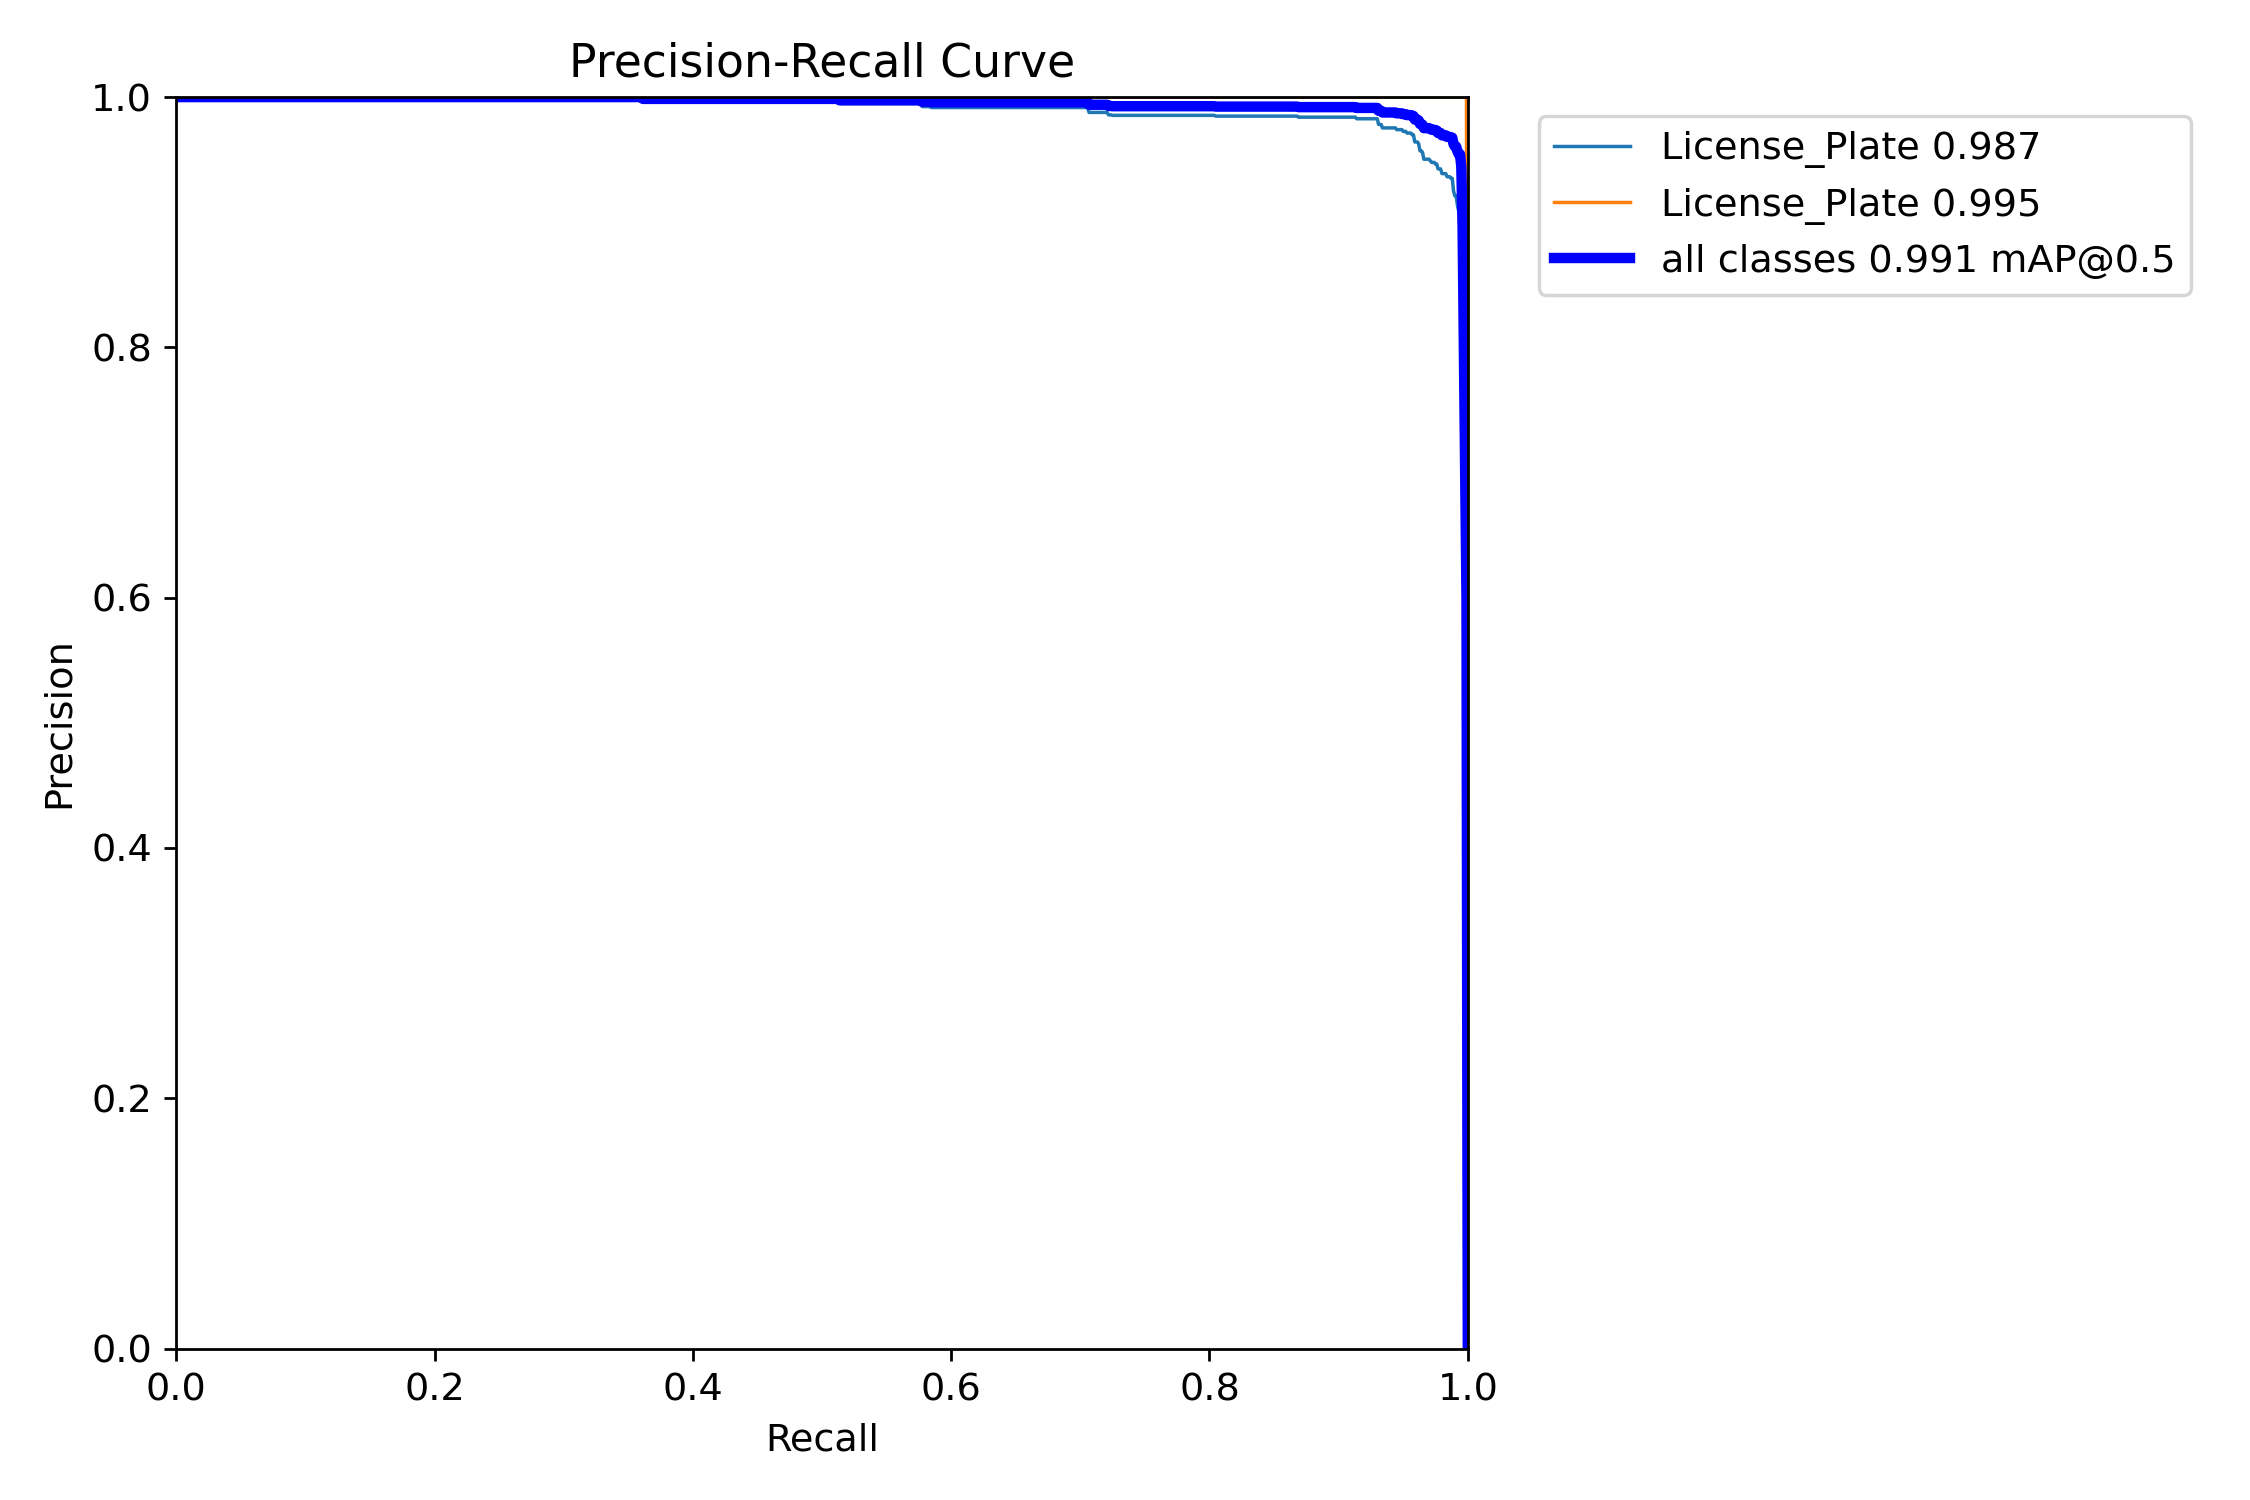 Precision-Recall Curve
1.0
0.8
0.6
0.4
0.2
0.0
Precision
0.0 0.2 0.4 0.6 0.8 1.0
Recall
License_Plate 0.987
License_Plate 0.995
all classes 0.991 mAP@0.5